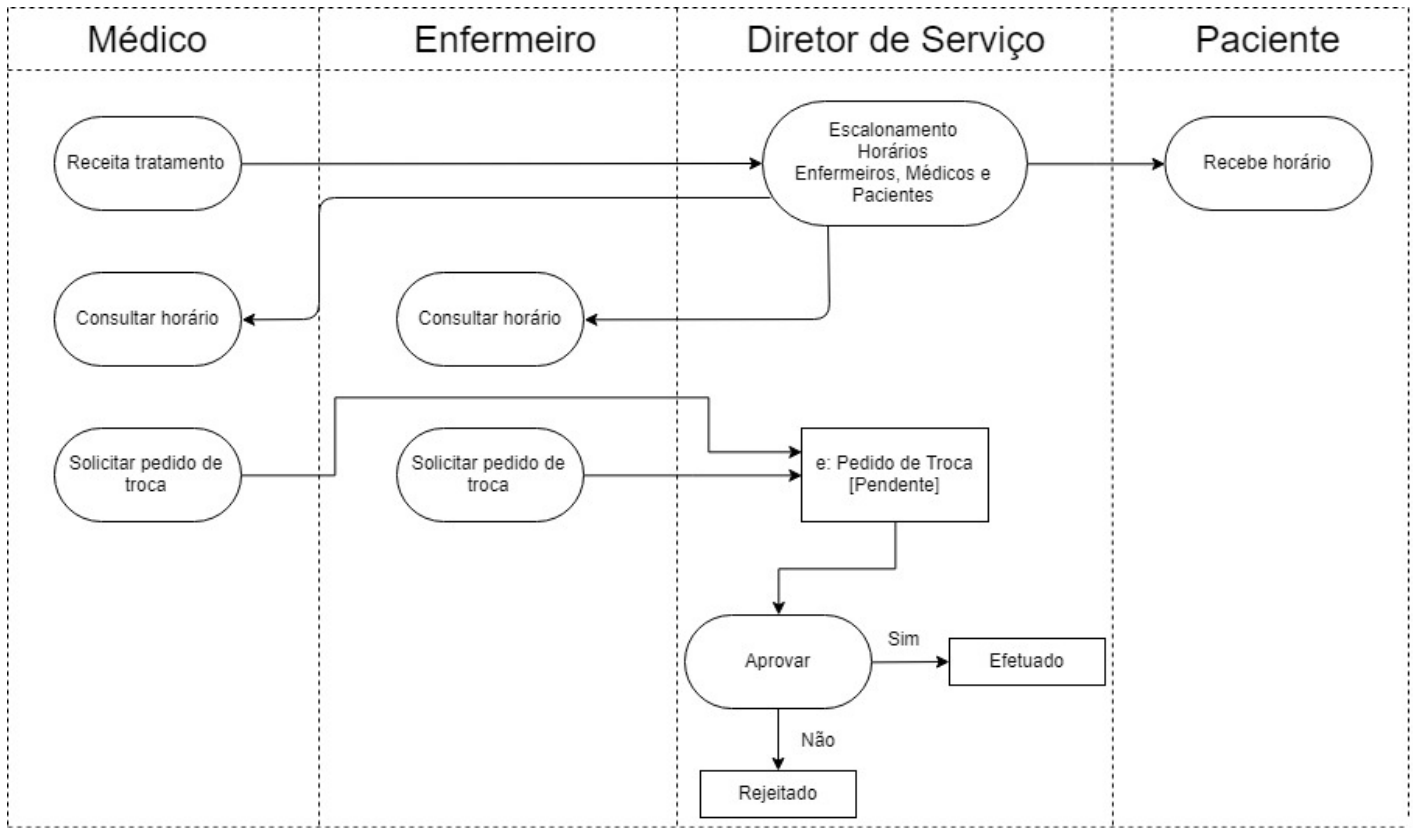 Médico
Enfermeiro
Diretor de Serviço
Paciente
Receita tratamento
Escalonamento
Horários
Enfermeiros, Médicos e
Pacientes
Recebe horário
Consultar horário
Consultar horário
Solicitar pedido de
troca
Solicitar pedido de
troca
e: Pedido de Troca
[Pendente]
Aprovar
Sim
Efetuado
Não
Rejeitado